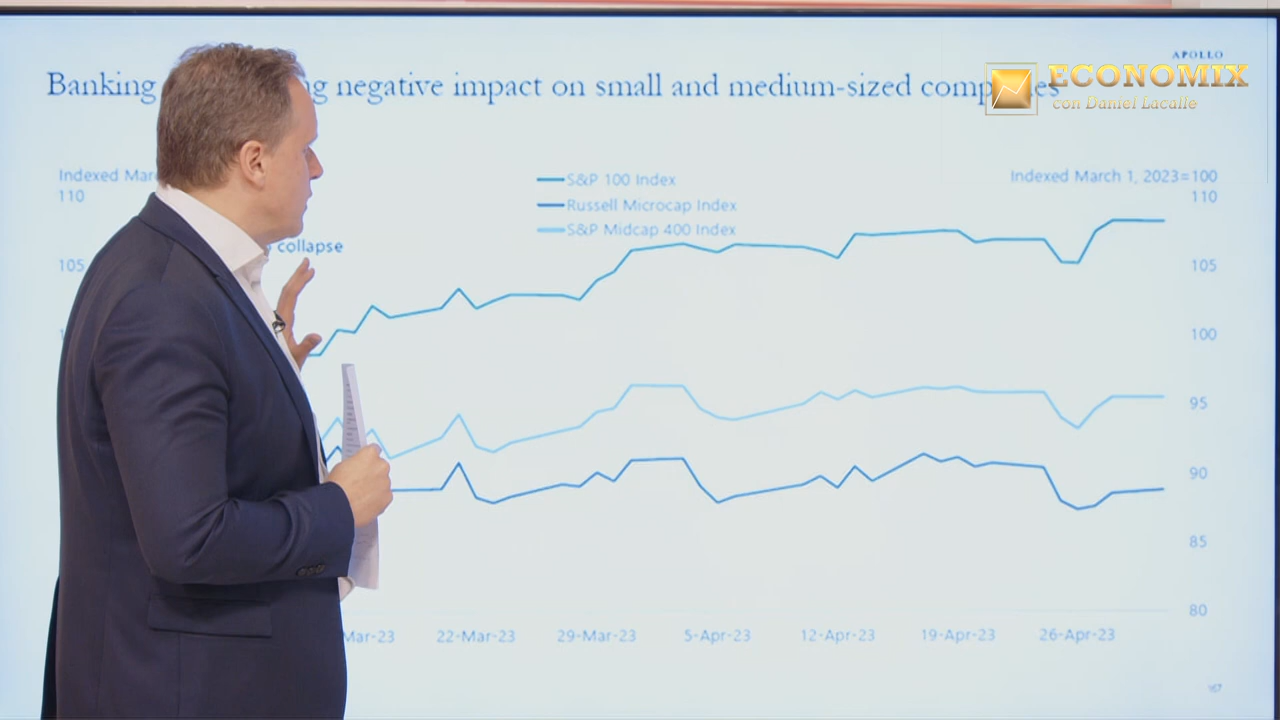 APOLLO
Banking g negative impact on small and medium-sized comp es
ECONOMIX
con Daniel Lacalle
Indexed Mar
S&P 100 Index
Indexed March 1, 2023=100
110
Russell Microcap Index
110
S&P Midcap 400 Index
collapse
105
105
100
95
90
85
80
Mar-23 22-Mar-23 29-Mar-23 5-Apr-23 12-Apr-23 19-Apr-23 26-Apr-23
167